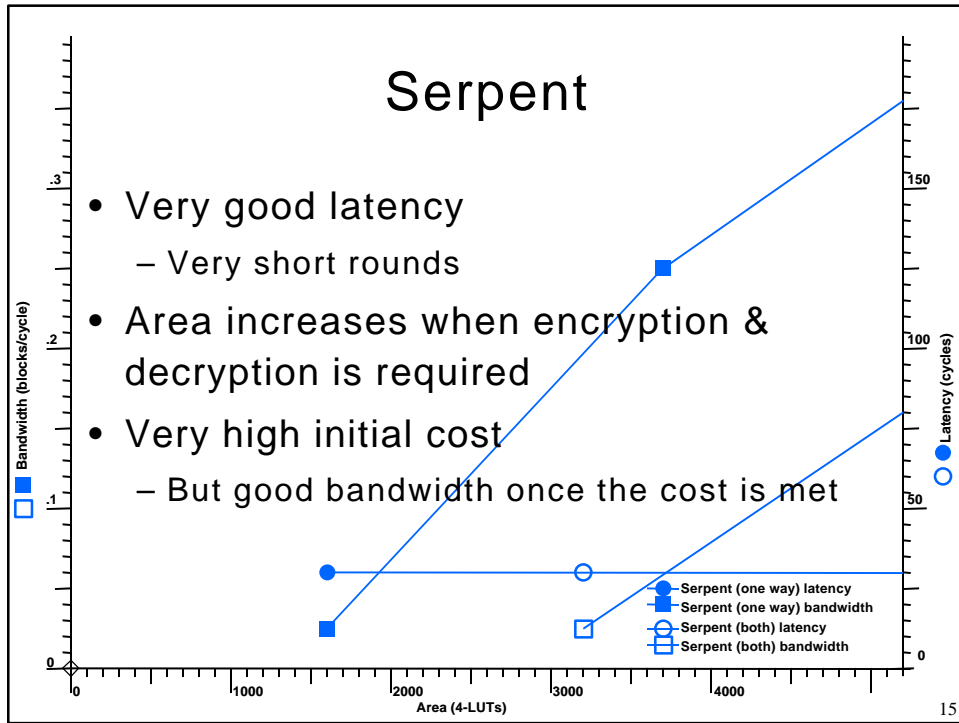 Serpent
• Very good latency
– Very short rounds
• Area increases when encryption &
decryption is required
• Very high initial cost
– But good bandwidth once the cost is met
Bandwidth (blocks/cycle)
.3
.2
.1
0
150
100
50
0
Latency (cycles)
Serpent (one way) latency
Serpent (one way) bandwidth
Serpent (both) latency
Serpent (both) bandwidth
0
1000
2000
3000
4000
Area (4-LUTs)
15